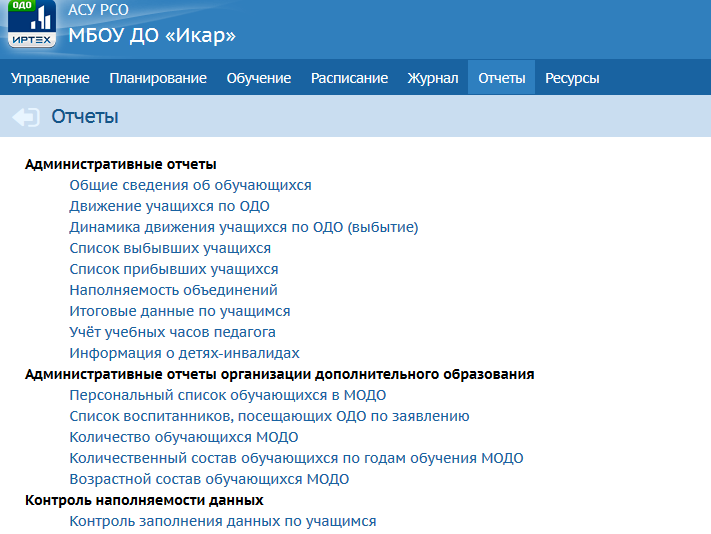 ОДО
ИРТЕХ
АСУ РСО
МБОУ ДО «Икар»
Управление Планирование Обучение Расписание Журнал Отчеты Ресурсы
Отчеты
Административные отчеты
Общие сведения об обучающихся
Движение учащихся по ОДО
Динамика движения учащихся по ОДО (выбытие)
Список выбывших учащихся
Список прибывших учащихся
Наполняемость объединений
Итоговые данные по учащимся
Учёт учебных часов педагога
Информация о детях-инвалидах
Административные отчеты организации дополнительного образования
Персональный список обучающихся в МОДО
Список воспитанников, посещающих ОДО по заявлению
Количество обучающихся МОДО
Количественный состав обучающихся по годам обучения МОДО
Возрастной состав обучающихся МОДО
Контроль наполняемости данных
Контроль заполнения данных по учащимся